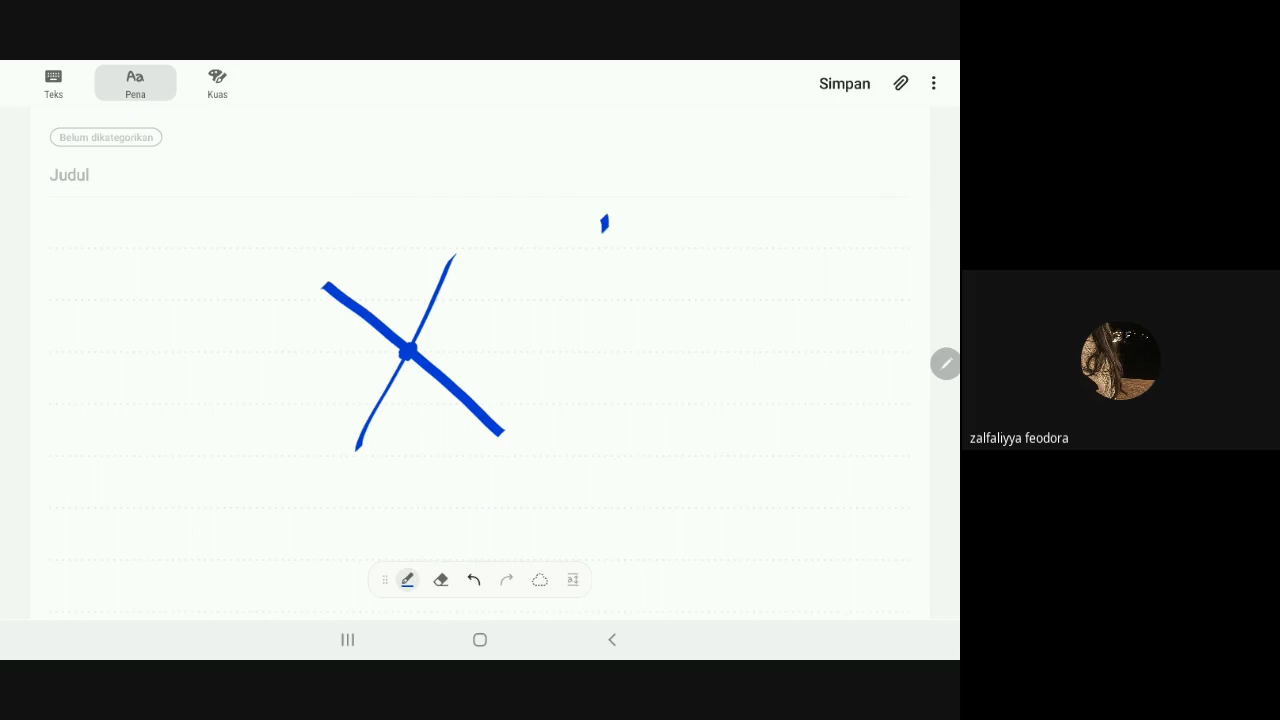 Teks
Aa
Pena
Kuas
Simpan
Belum dikategorikan
Judul
zalfaliyya feodora